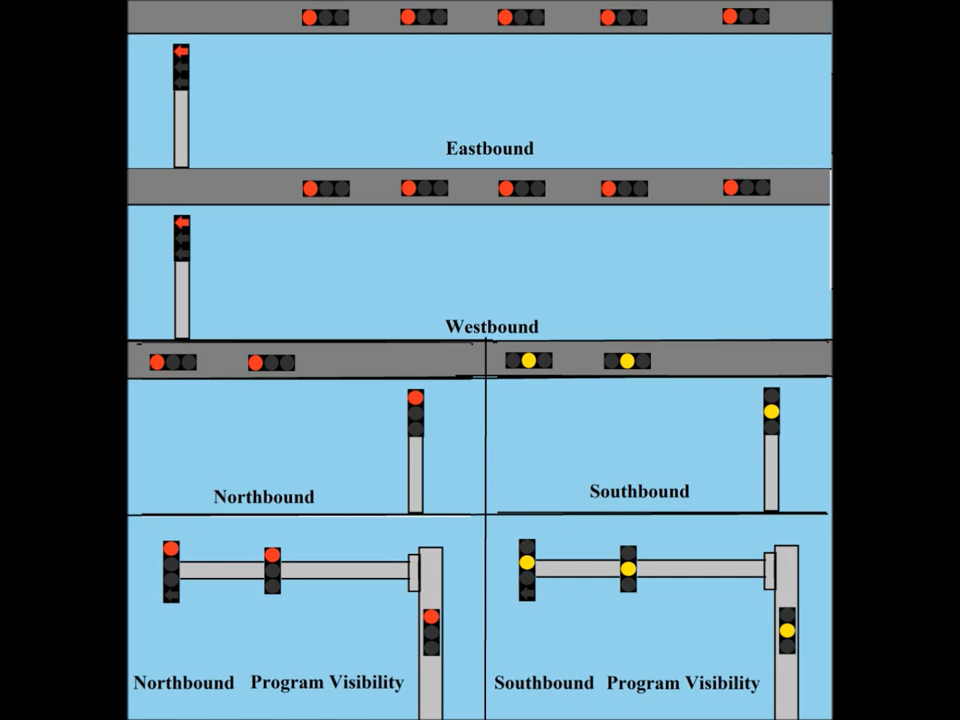 Eastbound
Westbound
Northbound
Southbound
Northbound Program Visibility
Southbound Program Visibility